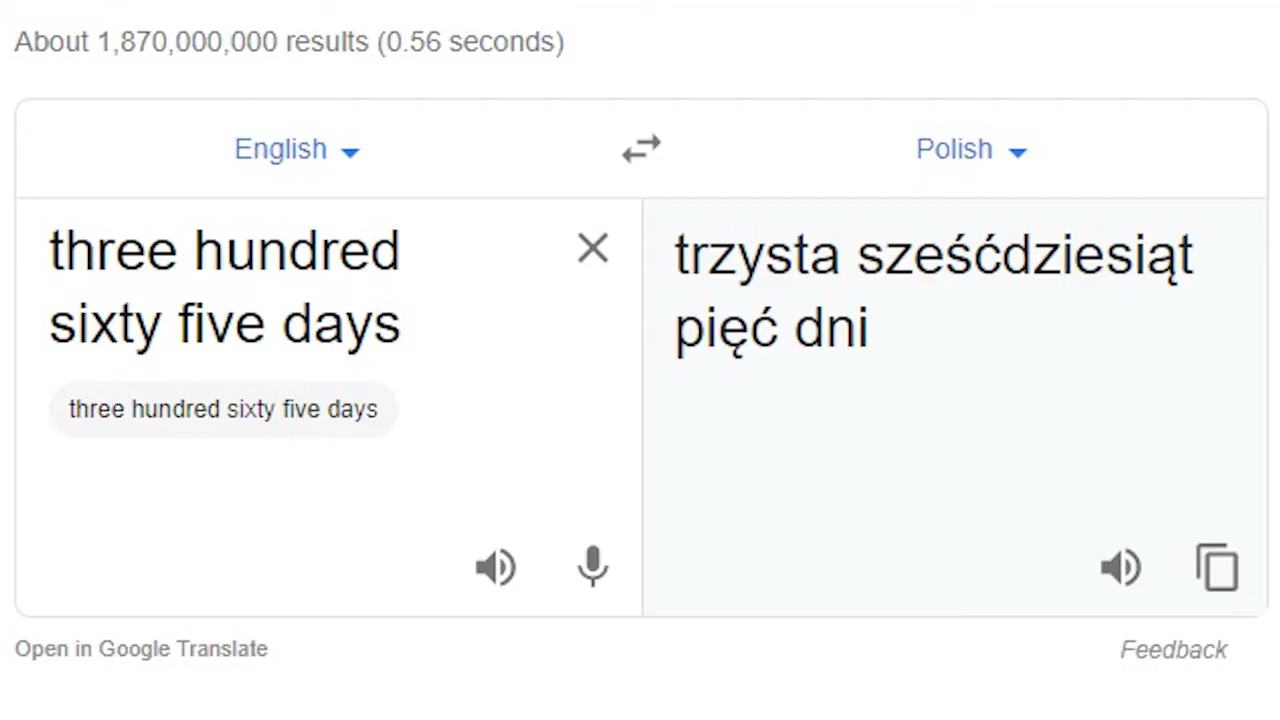 About 1,870,000,000 results (0.56 seconds)
English
Polish
three hundred
sixty five days
three hundred sixty five days
trzysta sześćdziesiąt
pięć dni
Open in Google Translate
Feedback